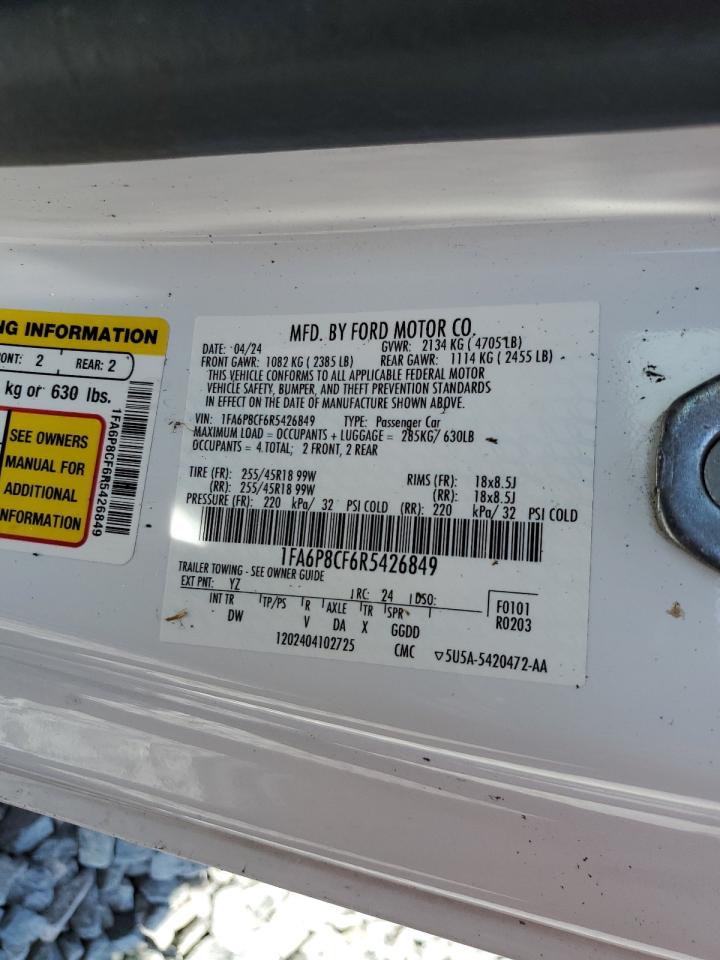 NG INFORMATION
ONT: 2 REAR: 2
kg or 630 lbs.
SEE OWNERS
MANUAL FOR
ADDITIONAL
INFORMATION
1FA6P8CF6R5426849
MFD. BY FORD MOTOR CO.
DATE: 04/24 GVWR: 2134 KG ( 4705LB)
FRONT GAWR: 1082 KG ( 2385 LB) REAR GAWR: 1114 KG ( 2455 LB)
THIS VEHICLE CONFORMS TO ALL APPLICABLE FEDERAL MOTOR
VEHICLE SAFETY, BUMPER, AND THEFT PREVENTION STANDARDS
IN EFFECT ON THE DATE OF MANUFACTURE SHOWN ABOVE.
VIN: 1FA6P8CF6R5426849 TYPE: Passenger Car
MAXIMUM LOAD = OCCUPANTS + LUGGAGE = 285KG/ 630LB
OCCUPANTS = 4 TOTAL; 2 FRONT, 2 REAR
TIRE (FR): 255/45R18 99W RIMS (FR): 18x8.5J
(RR): 255/45R18 99W (RR): 18x8.5J
PRESSURE (FR): 220 kPa/ 32 PSI COLD (RR): 220 kPa/ 32 PSI COLD
1FA6P8CF6R5426849
TRAILER TOWING - SEE OWNER GUIDE
EXT PNT: YZ RC: 24 DSO:
INT TR TP/PS R AXLE TR SPR
DW V DA X GGDD
F0101
R0203
1202404102725 CMC ▽5U5A-5420472-AA